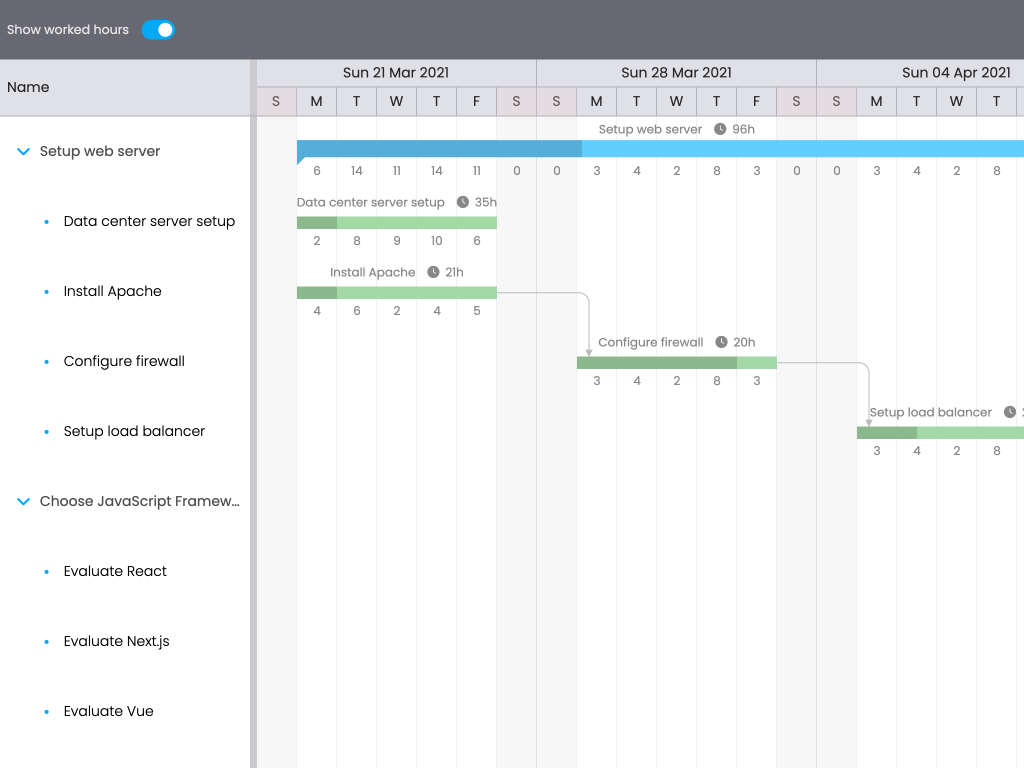 Show worked hours
Name
Sun 21 Mar 2021 Sun 28 Mar 2021 Sun 04 Apr 2021
S M T W T F S S M T W T F S S M T W T
Setup web server 96h
Setup web server
6 14 11 14 11 0 0 3 4 2 8 3 0 0 3 4 2 8
Data center server setup 35h
Data center server setup
2 8 9 10 6
Install Apache 21h
Install Apache
4 6 2 4 5
Configure firewall 20h
Configure firewall
3 4 2 8 3
Setup load balancer
Setup load balancer
3 4 2 8
Choose JavaScript Framew…
Evaluate React
Evaluate Next.js
Evaluate Vue